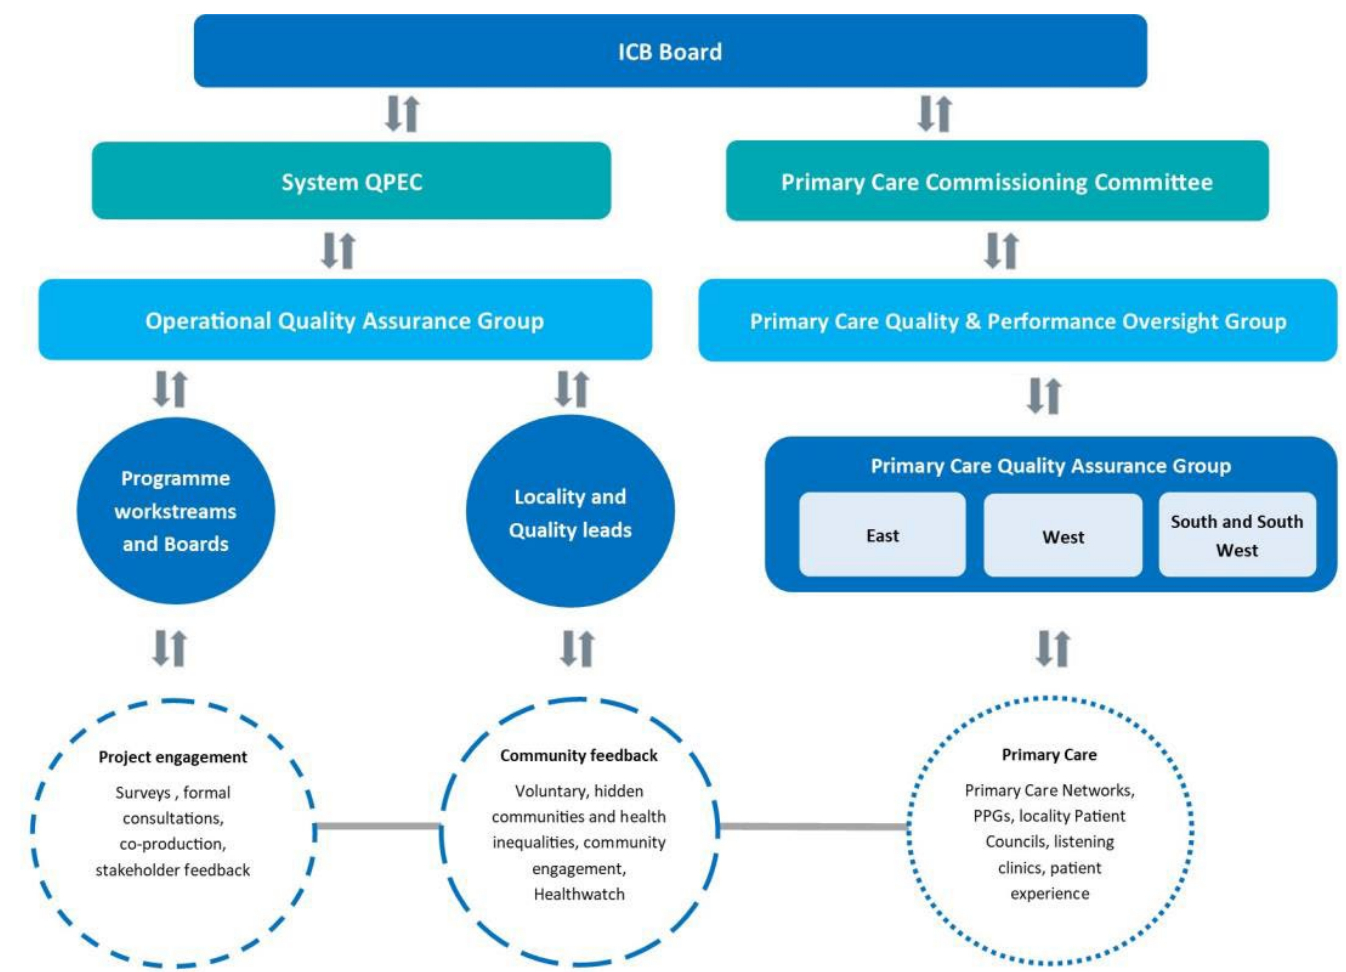 ICB Board
System QPEC
Primary Care Commissioning Committee
Operational Quality Assurance Group
Primary Care Quality & Performance Oversight Group
Programme
workstreams
and Boards
Locality and
Quality leads
Primary Care Quality Assurance Group
East
West
South and South
West
Project engagement
Surveys , formal
consultations,
co-production,
stakeholder feedback
Community feedback
Voluntary, hidden
communities and health
inequalities, community
engagement,
Healthwatch
Primary Care
Primary Care Networks,
PPGs, locality Patient
Councils, listening
clinics, patient
experience